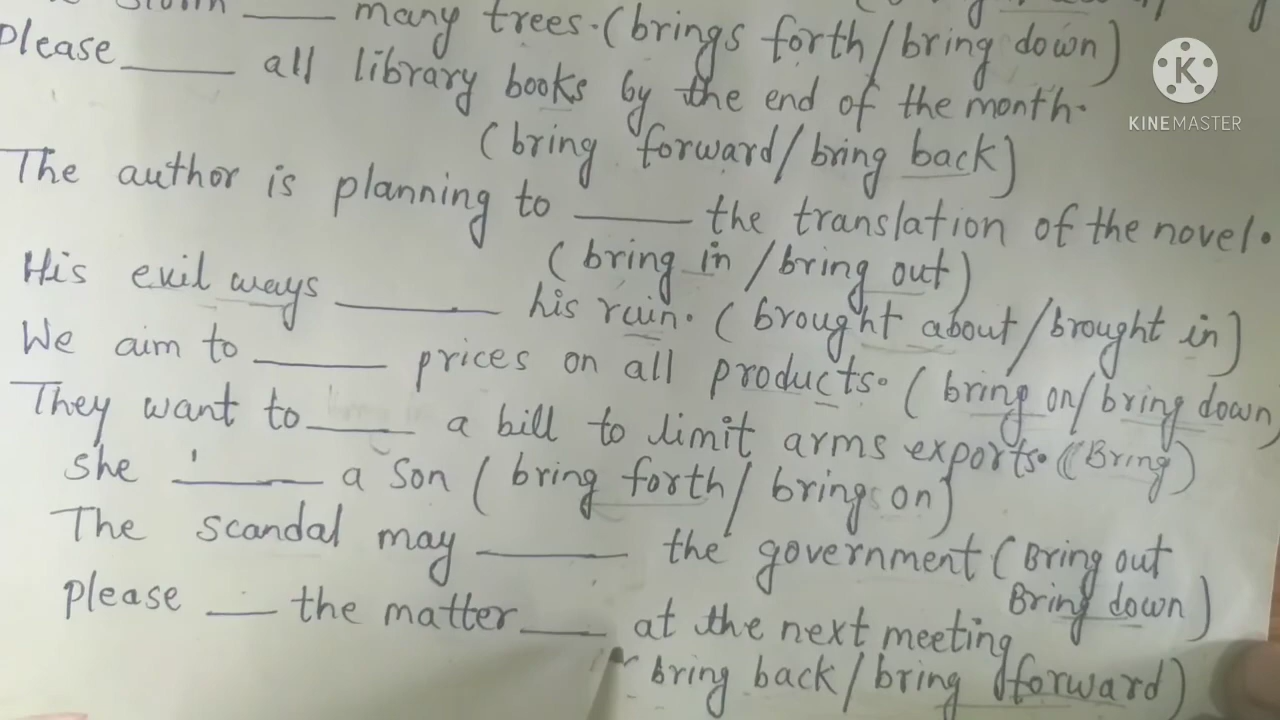 many trees. (brings forth/bring down)
Please ____ all library books by the end of the month.
(bring forward/bring back)
The author is planning to ____ the translation of the novel.
(bring in/bring out)
His evil ways ____ his ruin. (brought about/brought in)
We aim to ____ prices on all products. (bring on/bring down)
They want to ____ a bill to limit arms exports. (Bring)
She ____ a son (bring forth/brings on)
The scandal may ____ the government (Bring out
Bring down)
please __ the matter ___ at the next meeting
(bring back/bring forward)
K
KINEMASTER